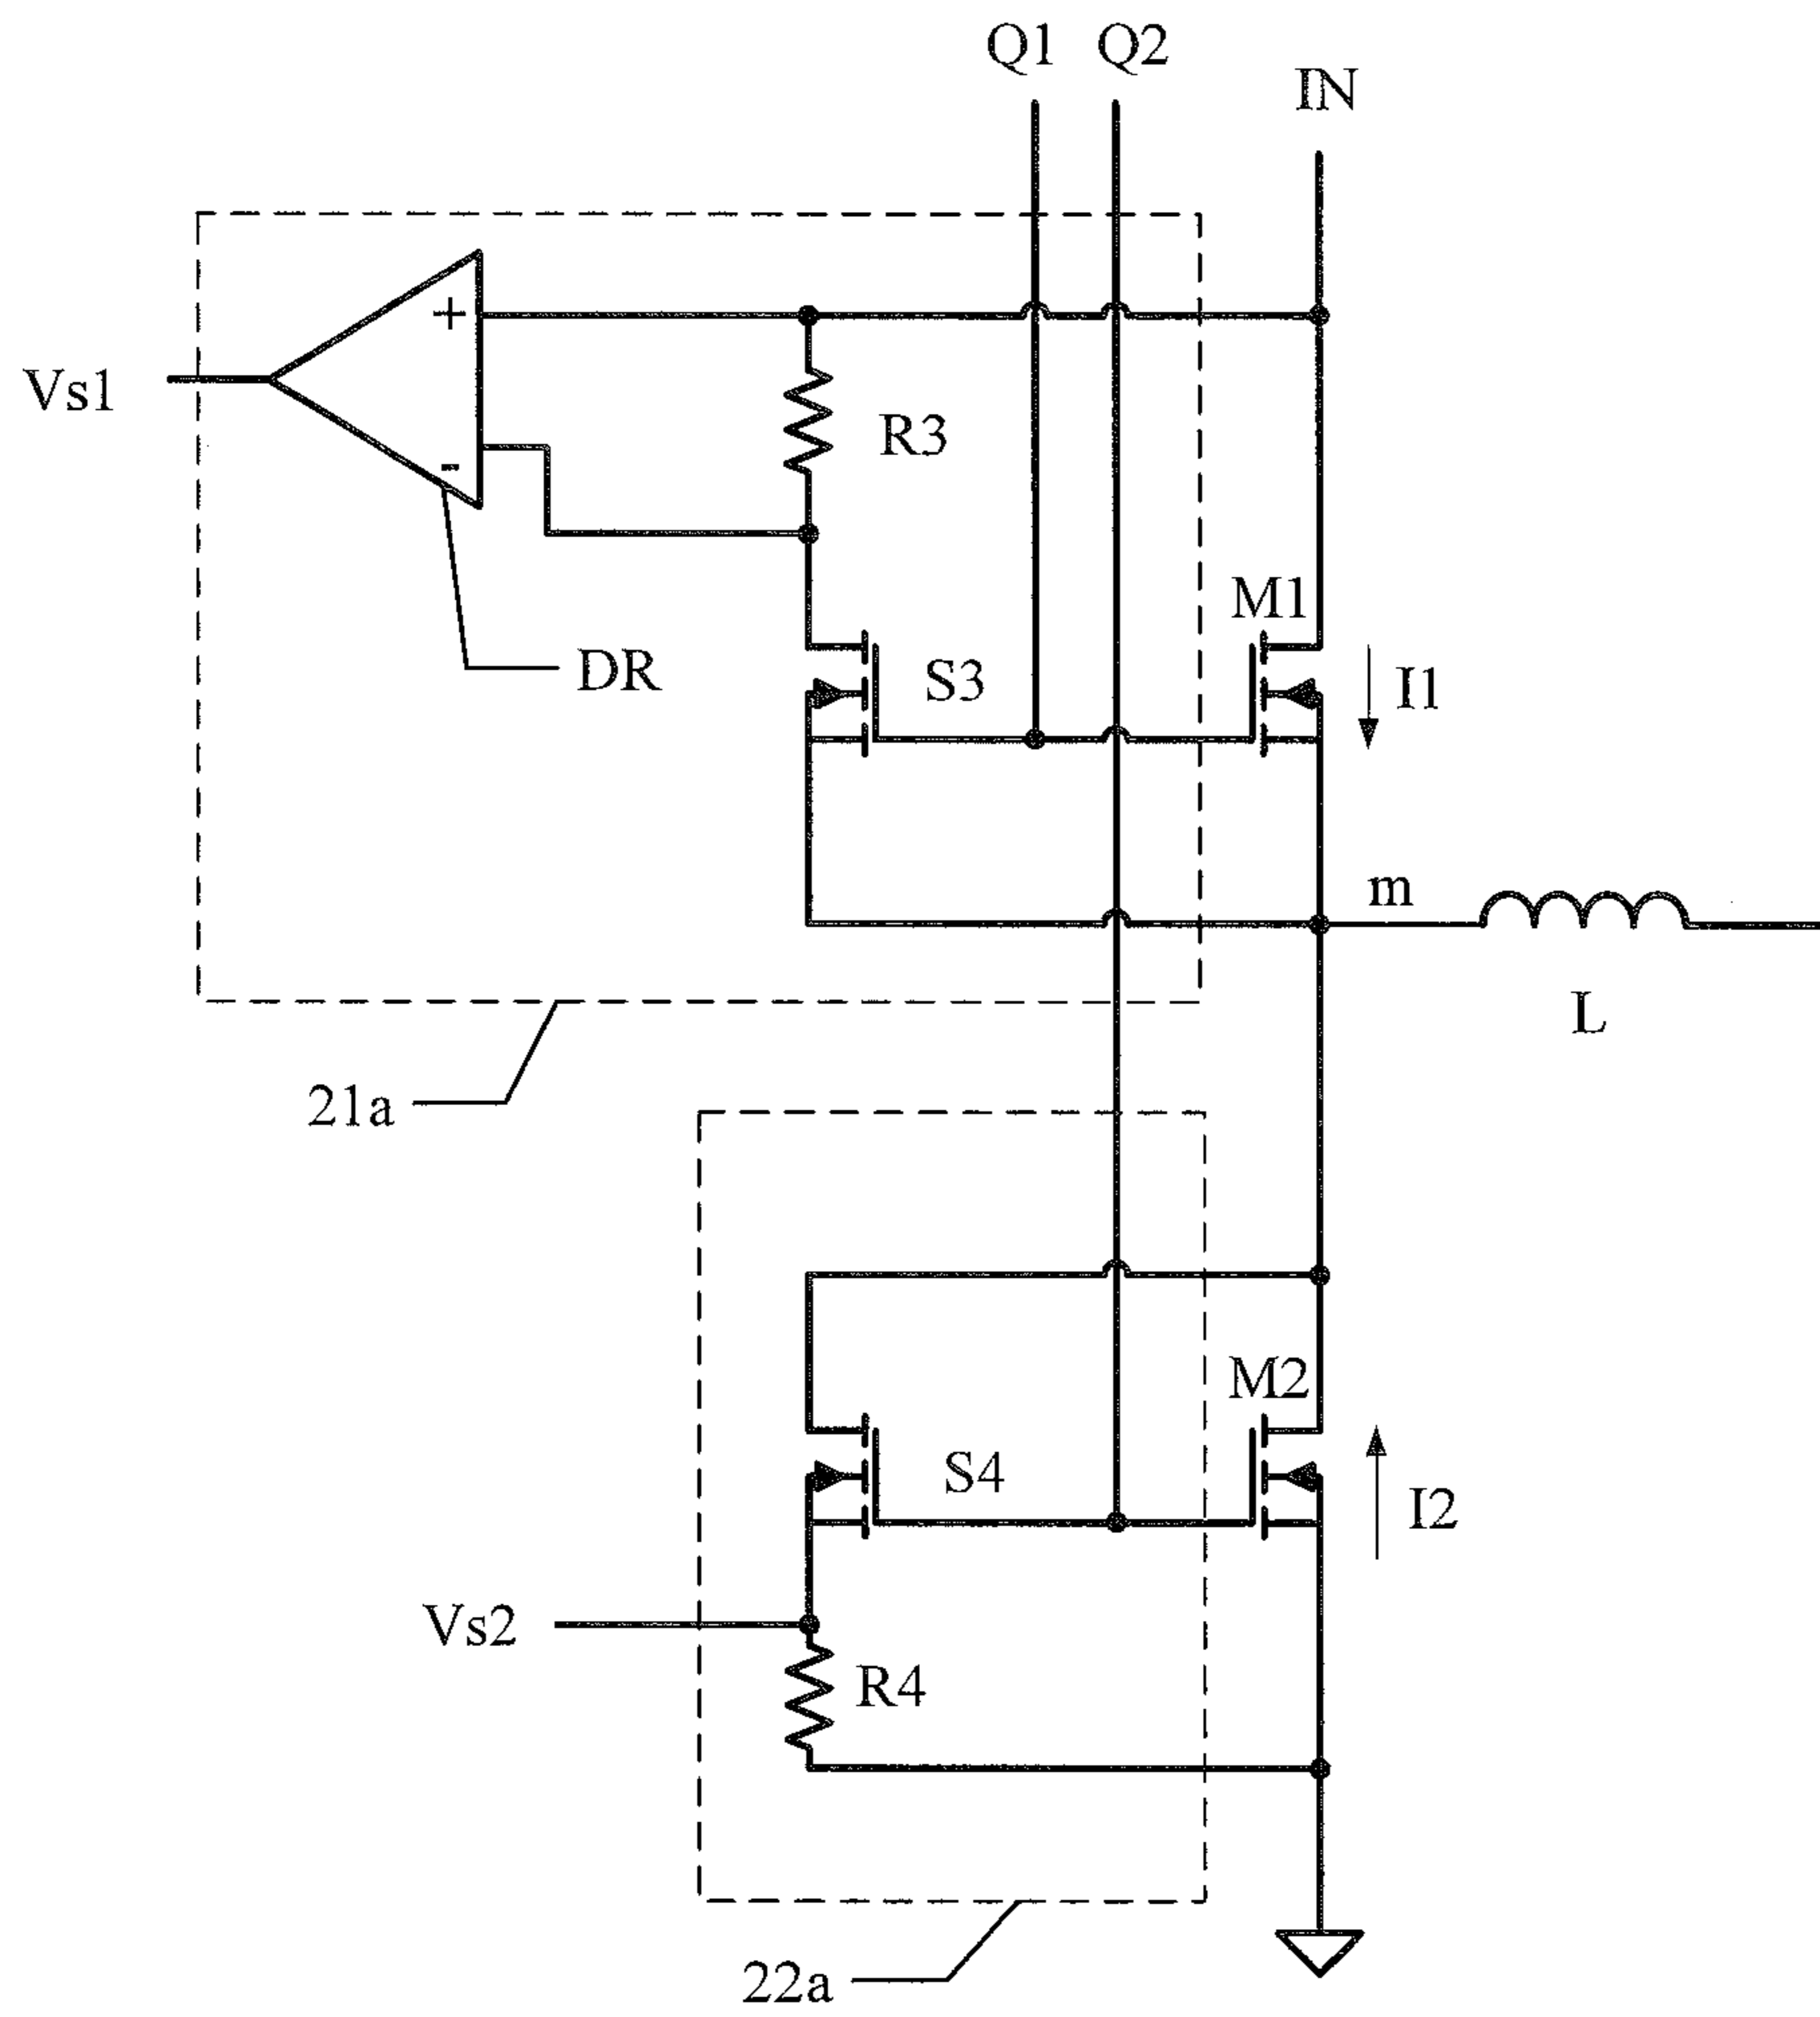 Q1 Q2
IN
+
Vs1
R3
-
M1
DR
S3
I1
m
L
21a
M2
S4
I2
Vs2
R4
22a